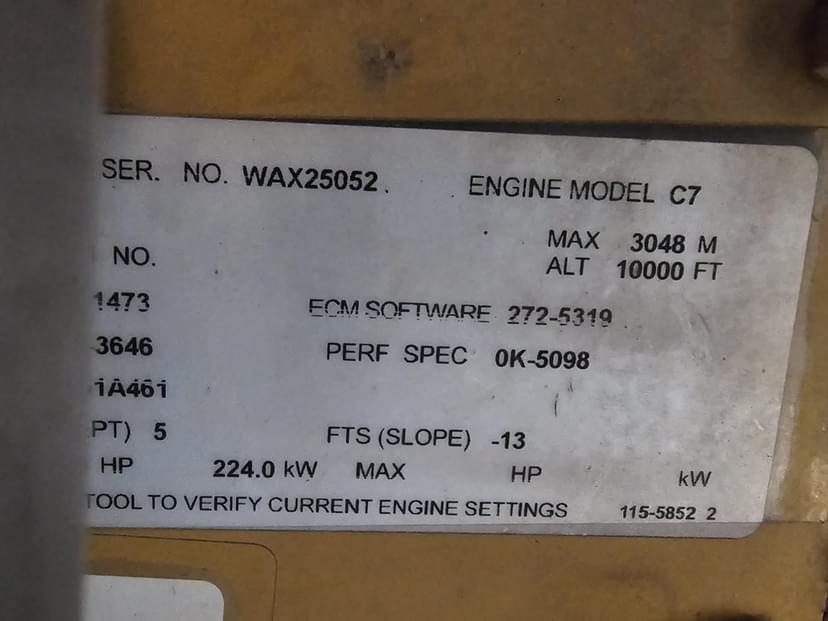 SER. NO. WAX25052. ENGINE MODEL C7
MAX 3048 M
NO. ALT 10000 FT
1473 ECM SOFTWARE 272-5319
3646 PERF SPEC 0K-5098
1A461
PT) 5 FTS (SLOPE) -13
HP 224.0 kW MAX HP kW
TOOL TO VERIFY CURRENT ENGINE SETTINGS 115-5852 2